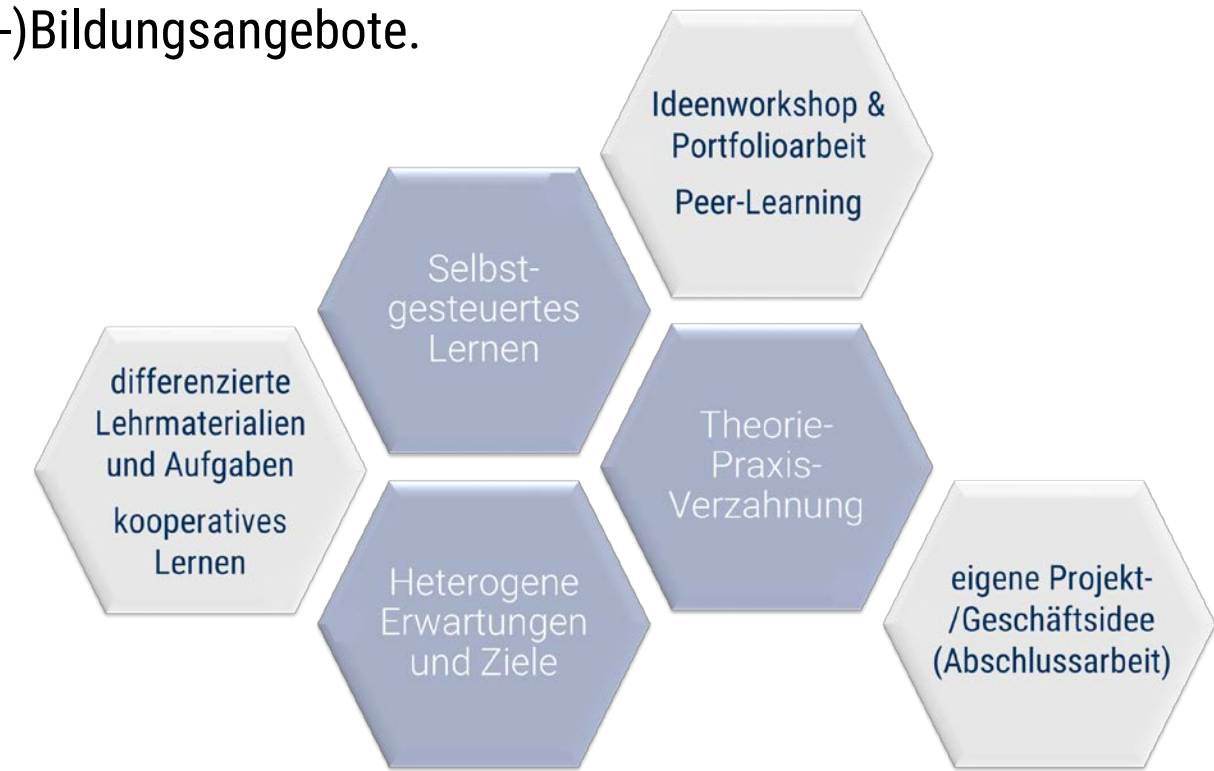 -)Bildungsangebote.
Ideenworkshop &
Portfolioarbeit
Peer-Learning
Selbst-
gesteuertes
Lernen
differenzierte
Lehrmaterialien
und Aufgaben
kooperatives
Lernen
Theorie-
Praxis-
Verzahnung
Heterogene
Erwartungen
und Ziele
eigene Projekt-
/Geschäftsidee
(Abschlussarbeit)